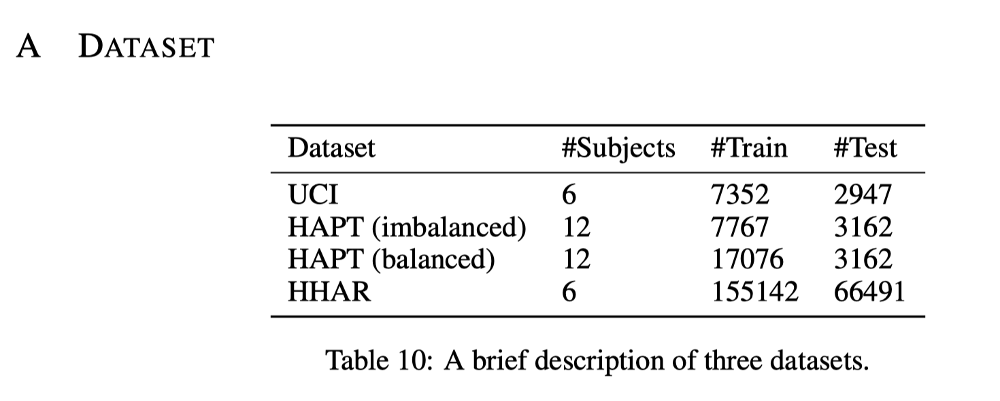 A DATASET
Dataset #Subjects #Train #Test
UCI 6 7352 2947
HAPT (imbalanced) 12 7767 3162
HAPT (balanced) 12 17076 3162
HHAR 6 155142 66491
Table 10: A brief description of three datasets.